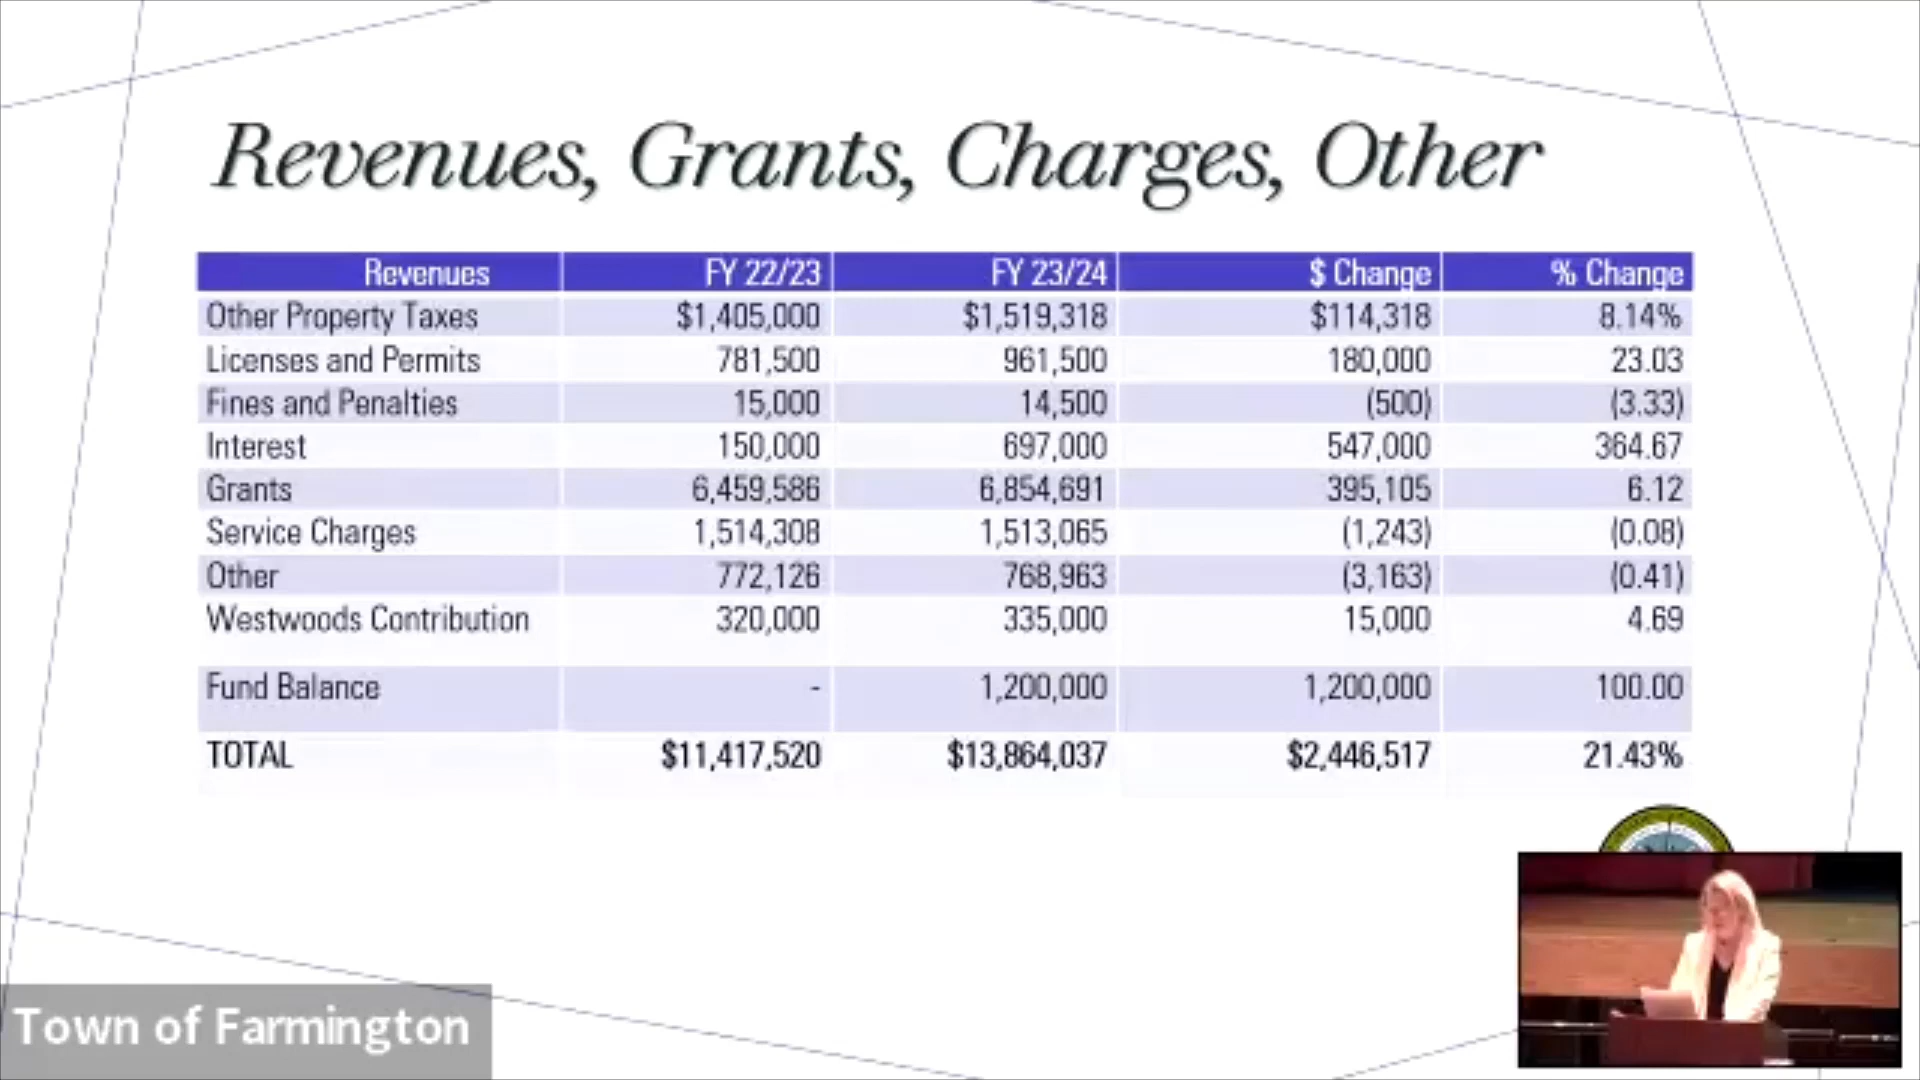 Revenues, Grants, Charges, Other
Revenues FY 22/23 FY 23/24 $ Change % Change
Other Property Taxes $1,405,000 $1,519,318 $114,318 8.14%
Licenses and Permits 781,500 961,500 180,000 23.03
Fines and Penalties 15,000 14,500 (500) (3.33)
Interest 150,000 697,000 547,000 364.67
Grants 6,459,586 6,854,691 395,105 6.12
Service Charges 1,514,308 1,513,065 (1,243) (0.08)
Other 772,126 768,963 (3,163) (0.41)
Westwoods Contribution 320,000 335,000 15,000 4.69
Fund Balance - 1,200,000 1,200,000 100.00
TOTAL $11,417,520 $13,864,037 $2,446,517 21.43%
Town of Farmington